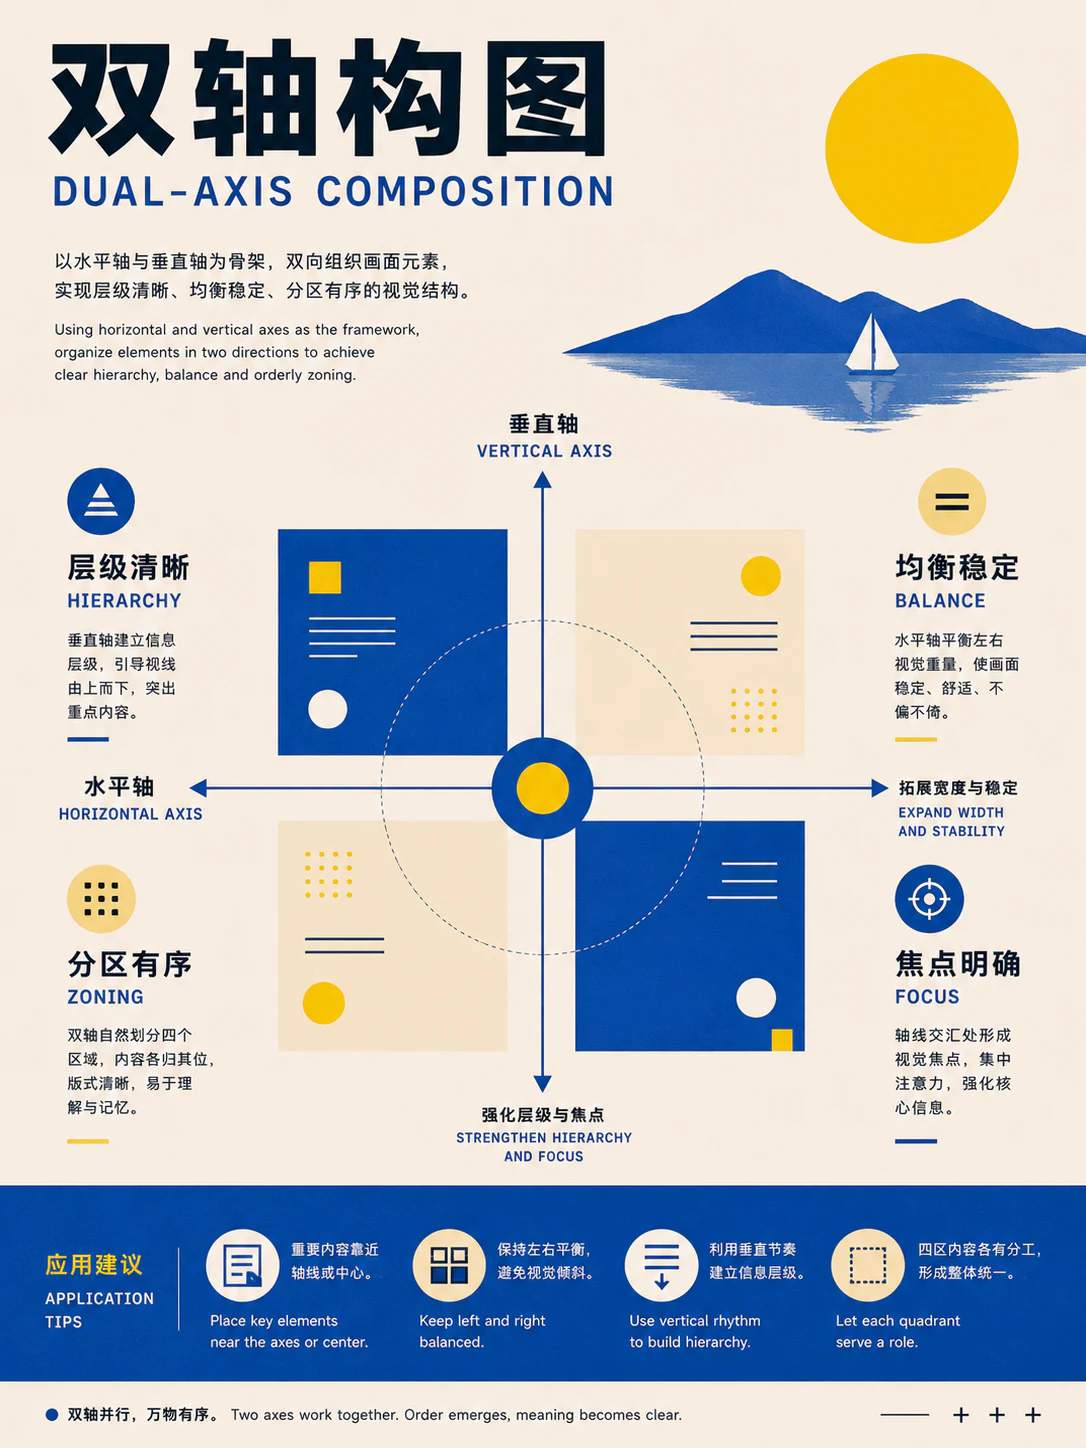 双轴构图
DUAL-AXIS COMPOSITION
以水平轴与垂直轴为骨架，双向组织画面元素，
实现层级清晰、均衡稳定、分区有序的视觉结构。
Using horizontal and vertical axes as the framework,
organize elements in two directions to achieve
clear hierarchy, balance and orderly zoning.
垂直轴
VERTICAL AXIS
层级清晰
HIERARCHY
垂直轴建立信息
层级，引导视线
由上而下，突出
重点内容。
均衡稳定
BALANCE
水平轴平衡左右
视觉重量，使画面
稳定、舒适、不
偏不倚。
水平轴
HORIZONTAL AXIS
拓展宽度与稳定
EXPAND WIDTH
AND STABILITY
分区有序
ZONING
双轴自然划分四个
区域，内容各归其位，
版式清晰，易于理
解与记忆。
焦点明确
FOCUS
轴线交汇处形成
视觉焦点，集中
注意力，强化核
心信息。
强化层级与焦点
STRENGTHEN HIERARCHY
AND FOCUS
应用建议
APPLICATION
TIPS
重要内容靠近
轴线或中心。
Place key elements
near the axes or center.
保持左右平衡，
避免视觉倾斜。
Keep left and right
balanced.
利用垂直节奏
建立信息层级。
Use vertical rhythm
to build hierarchy.
四区内容各有分工，
形成整体统一。
Let each quadrant
serve a role.
双轴并行，万物有序。 Two axes work together. Order emerges, meaning becomes clear.